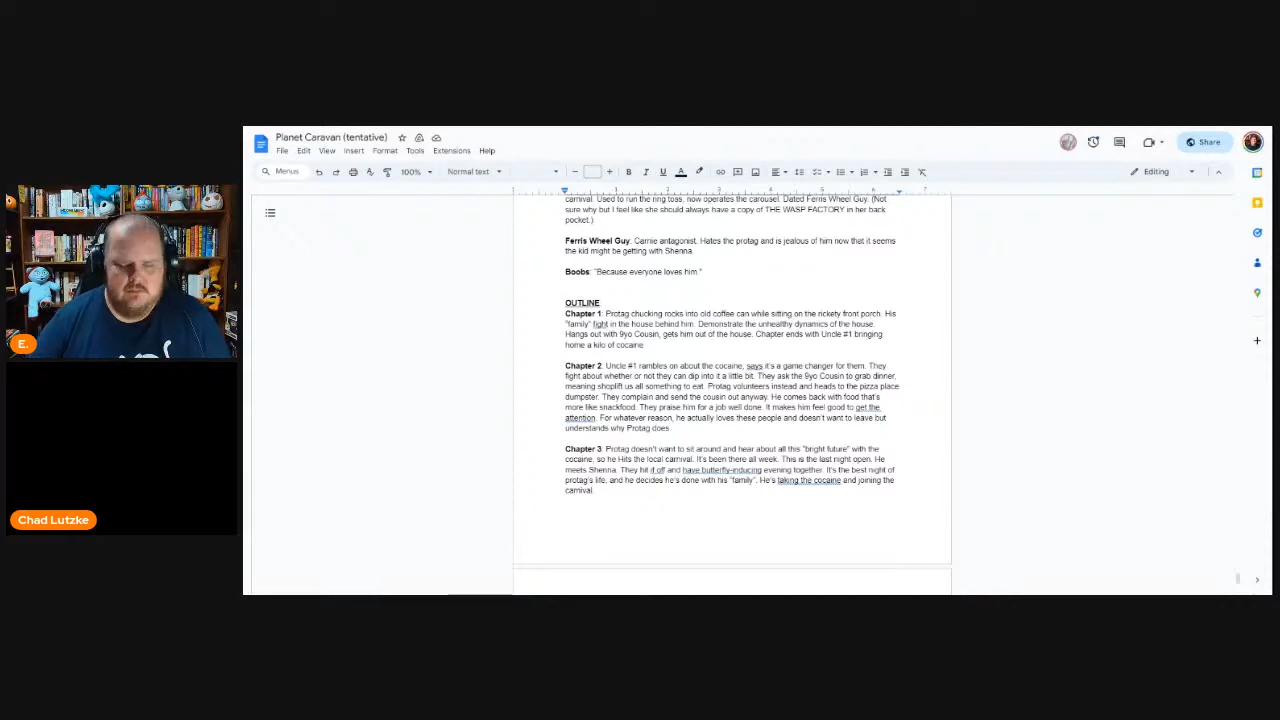 Planet Caravan (tentative)
File Edit View Insert Format Tools Extensions Help
Share
Menus
100%
Normal text
Editing
1 1 2 3 4 5 6 7
carnival. Used to run the ring toss, now operates the carousel. Dated Ferris Wheel Guy. (Not
sure why but I feel like she should always have a copy of THE WASP FACTORY in her back
pocket.)
Ferris Wheel Guy: Carnie antagonist. Hates the protag and is jealous of him now that it seems
the kid might be getting with Shenna.
Boobs: "Because everyone loves him."
OUTLINE
Chapter 1: Protag chucking rocks into old coffee can while sitting on the rickety front porch. His
"family" fight in the house behind him. Demonstrate the unhealthy dynamics of the house.
Hangs out with 9yo Cousin, gets him out of the house. Chapter ends with Uncle #1 bringing
home a kilo of cocaine
Chapter 2: Uncle #1 rambles on about the cocaine, says it's a game changer for them. They
fight about whether or not they can dip into it a little bit. They ask the 9yo Cousin to grab dinner,
meaning shoplift us all something to eat. Protag volunteers instead and heads to the pizza place
dumpster. They complain and send the cousin out anyway. He comes back with food that's
more like snackfood. They praise him for a job well done. It makes him feel good to get the
attention. For whatever reason, he actually loves these people and doesn't want to leave but
understands why Protag does.
Chapter 3: Protag doesn't want to sit around and hear about all this "bright future" with the
cocaine, so he Hits the local carnival. It's been there all week. This is the last night open. He
meets Shenna. They hit it off and have butterfly-inducing evening together. It's the best night of
protag's life, and he decides he's done with his "family". He's taking the cocaine and joining the
carnival.
E.
Chad Lutzke